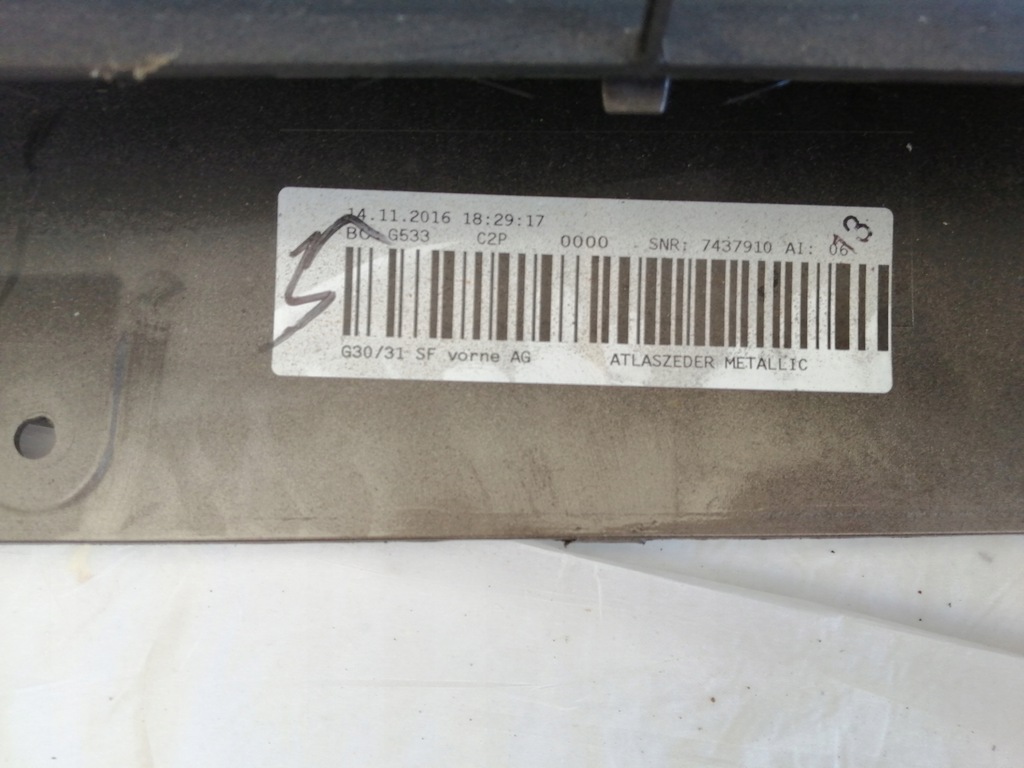 14.11.2016 18:29:17
BC: G533 C2P 0000 SNR: 7437910 AI: 06
13
G30/31 SF vorne AG ATLASZEDER METALLIC